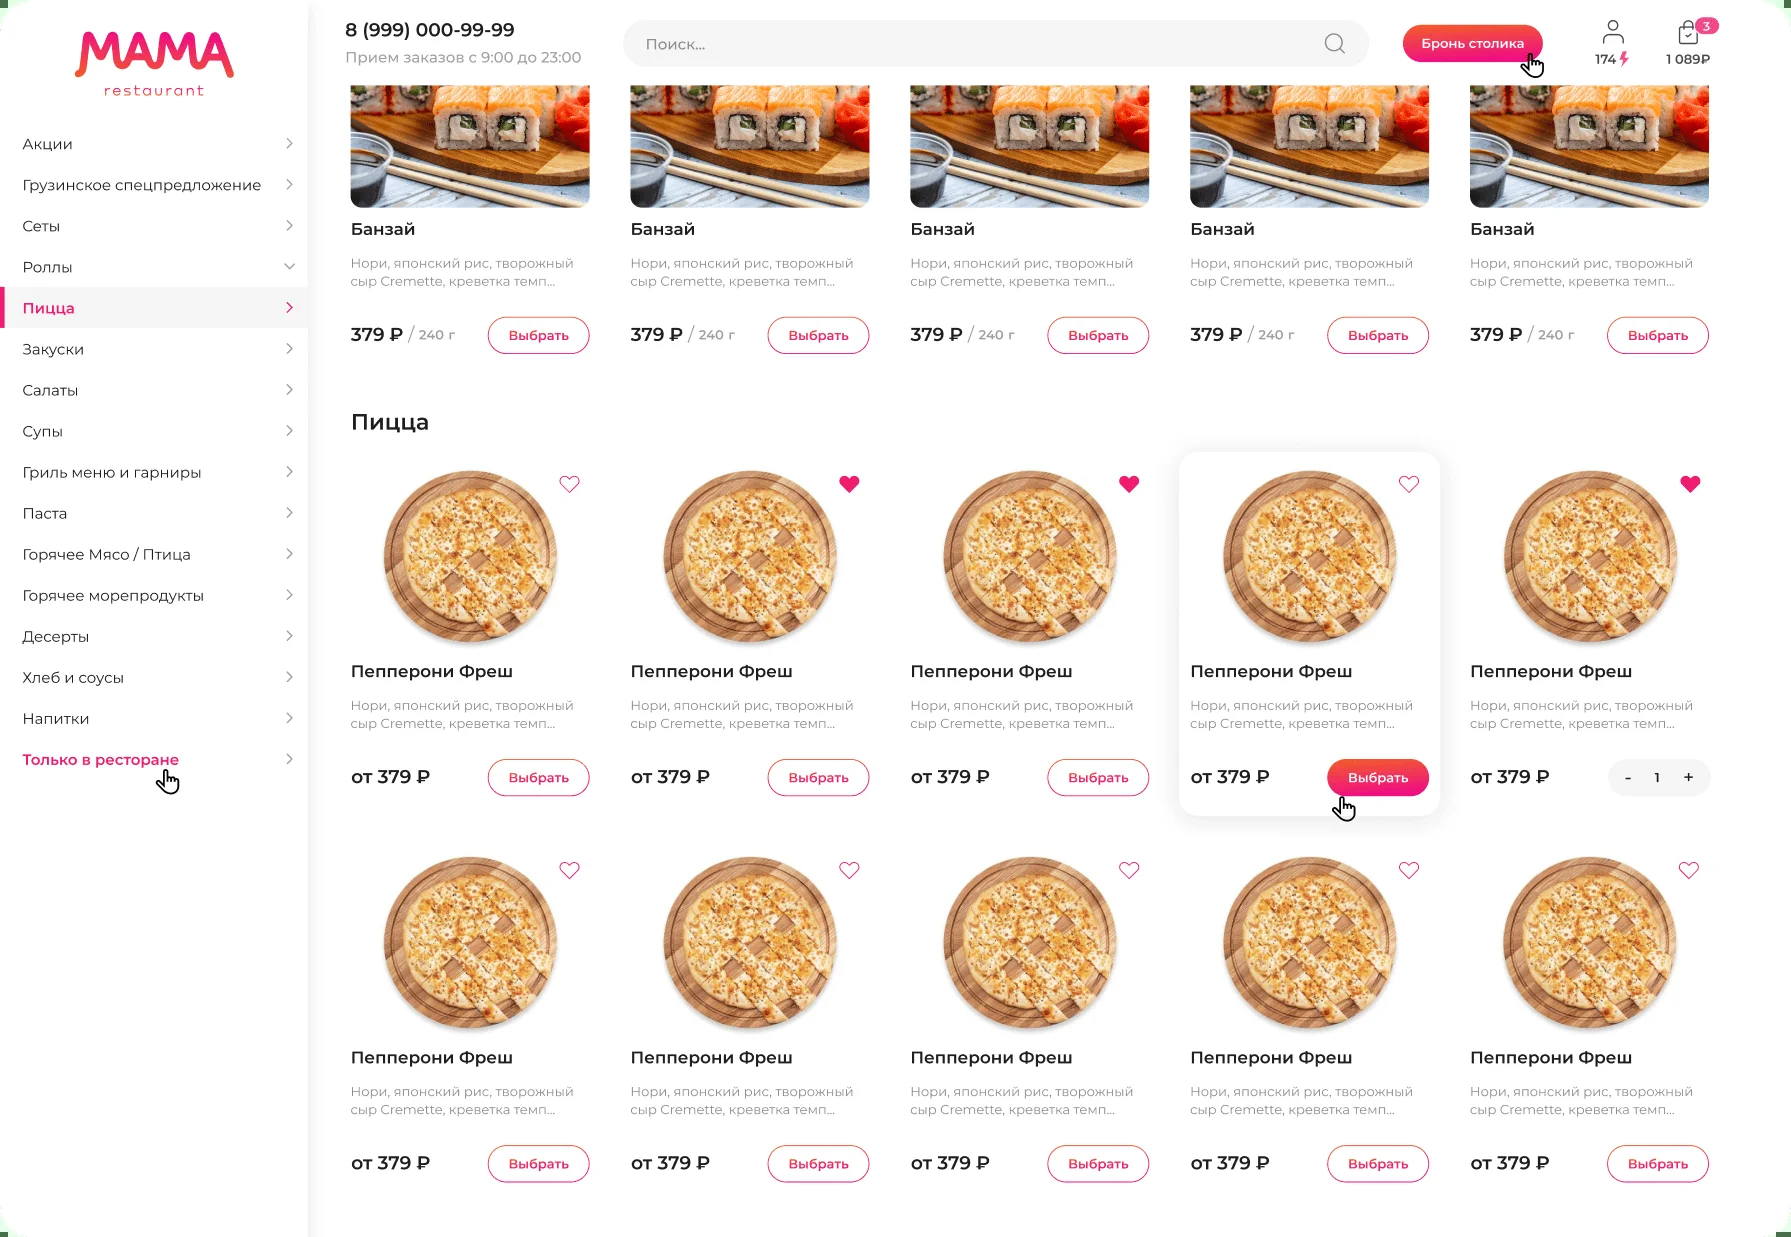 МАМА
restaurant
8 (999) 000-99-99
Прием заказов с 9:00 до 23:00
Поиск...
Бронь столика
174
3
1 089₽
Акции
Грузинское спецпредложение
Сеты
Роллы
Пицца
Закуски
Салаты
Супы
Гриль меню и гарниры
Паста
Горячее Мясо / Птица
Горячее морепродукты
Десерты
Хлеб и соусы
Напитки
Только в ресторане
Банзай
Нори, японский рис, творожный
сыр Cremette, креветка темп...
379 ₽ / 240 г
Выбрать
Банзай
Нори, японский рис, творожный
сыр Cremette, креветка темп...
379 ₽ / 240 г
Выбрать
Банзай
Нори, японский рис, творожный
сыр Cremette, креветка темп...
379 ₽ / 240 г
Выбрать
Банзай
Нори, японский рис, творожный
сыр Cremette, креветка темп...
379 ₽ / 240 г
Выбрать
Банзай
Нори, японский рис, творожный
сыр Cremette, креветка темп...
379 ₽ / 240 г
Выбрать
Пицца
Пепперони Фреш
Нори, японский рис, творожный
сыр Cremette, креветка темп...
от 379 ₽
Выбрать
Пепперони Фреш
Нори, японский рис, творожный
сыр Cremette, креветка темп...
от 379 ₽
Выбрать
Пепперони Фреш
Нори, японский рис, творожный
сыр Cremette, креветка темп...
от 379 ₽
Выбрать
Пепперони Фреш
Нори, японский рис, творожный
сыр Cremette, креветка темп...
от 379 ₽
Выбрать
Пепперони Фреш
Нори, японский рис, творожный
сыр Cremette, креветка темп...
от 379 ₽
- 1 +
Пепперони Фреш
Нори, японский рис, творожный
сыр Cremette, креветка темп...
от 379 ₽
Выбрать
Пепперони Фреш
Нори, японский рис, творожный
сыр Cremette, креветка темп...
от 379 ₽
Выбрать
Пепперони Фреш
Нори, японский рис, творожный
сыр Cremette, креветка темп...
от 379 ₽
Выбрать
Пепперони Фреш
Нори, японский рис, творожный
сыр Cremette, креветка темп...
от 379 ₽
Выбрать
Пепперони Фреш
Нори, японский рис, творожный
сыр Cremette, креветка темп...
от 379 ₽
Выбрать